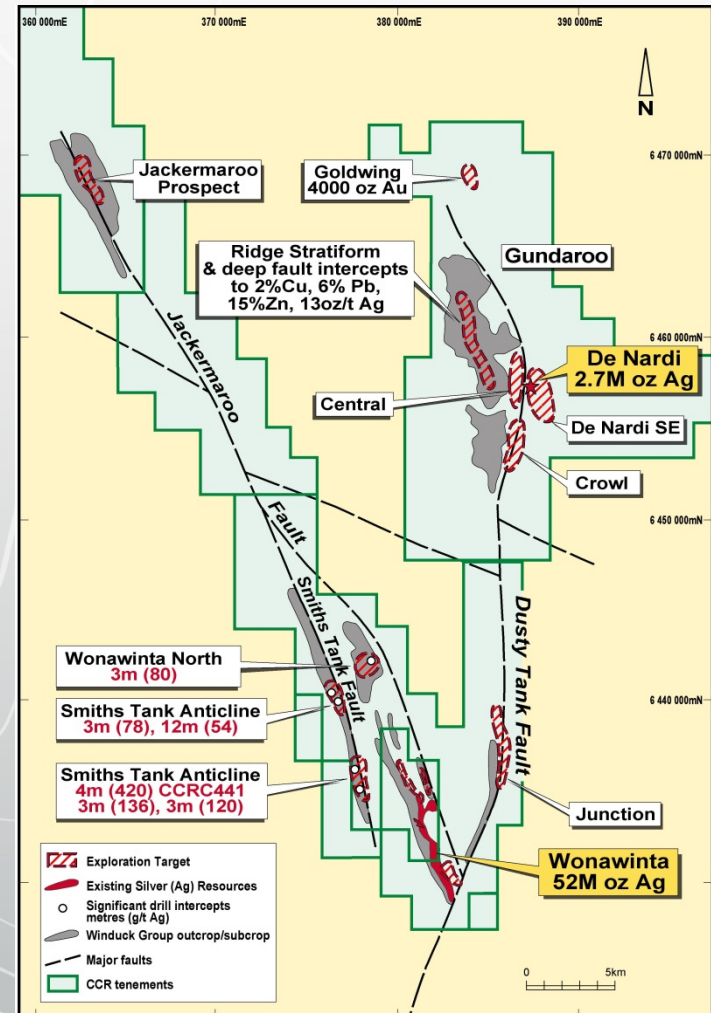 360 000mE
370 000mE
380 000mE
390 000mE
N
6 470 000mN
Jackermaroo
Prospect
Goldwing
4000 oz Au
Gundaroo
Ridge Stratiform
& deep fault intercepts
to 2%Cu, 6% Pb,
15%Zn, 13oz/t Ag
Jackermaroo
Fault
6 460 000mN
De Nardi
2.7M oz Ag
Central
De Nardi SE
Crowl
6 450 000mN
Smiths Tank Fault
Dusty Tank Fault
Wonawinta North
3m (80)
6 440 000mN
Smiths Tank Anticline
3m (78), 12m (54)
Smiths Tank Anticline
4m (420) CCRC441
3m (136), 3m (120)
Junction
Wonawinta
52M oz Ag
Exploration Target
Existing Silver (Ag) Resources
Significant drill intercepts
metres (g/t Ag)
Winduck Group outcrop/subcrop
Major faults
CCR tenements
0
5km